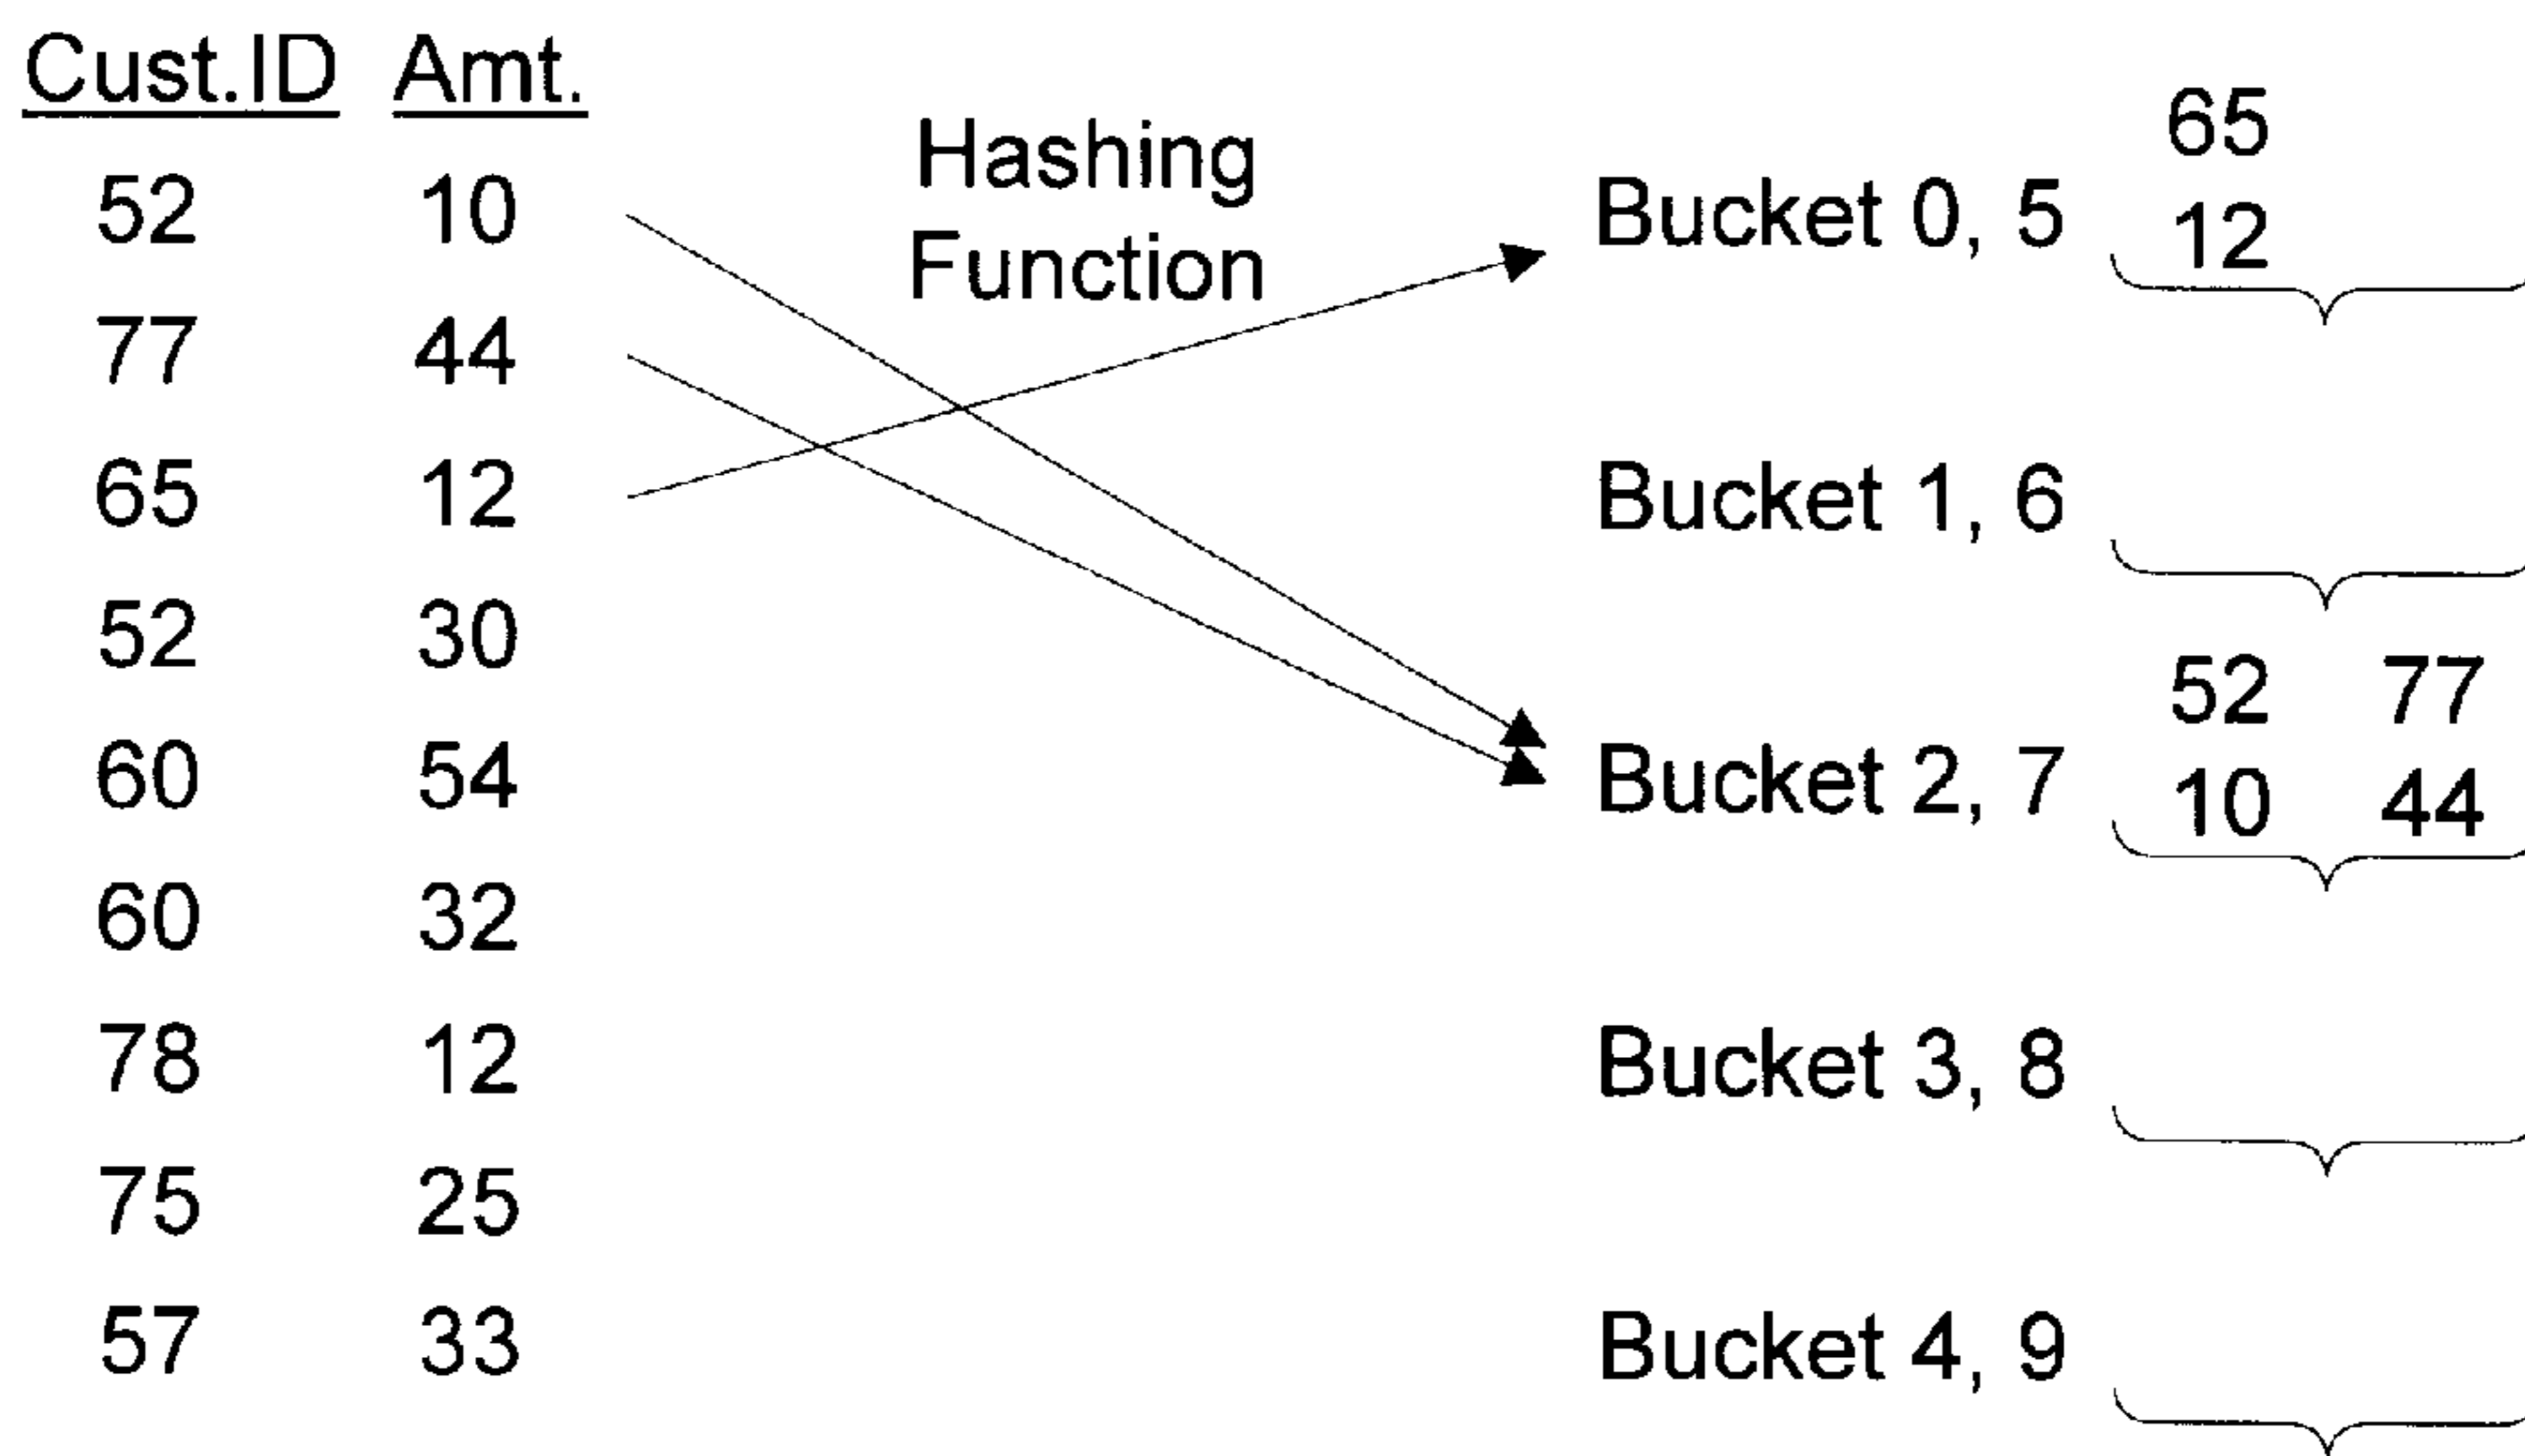 Cust.ID Amt.
52 10
77 44
65 12
52 30
60 54
60 32
78 12
75 25
57 33
Hashing
Function
65
Bucket 0, 5 12
Bucket 1, 6
52 77
Bucket 2, 7 10 44
Bucket 3, 8
Bucket 4, 9